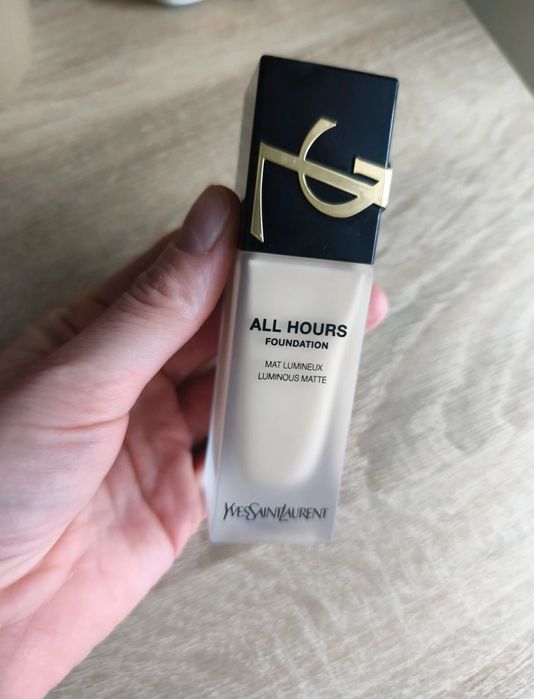 ALL HOURS
FOUNDATION
MAT LUMINEUX
LUMINOUS MATTE
YVESSAINTLAURENT